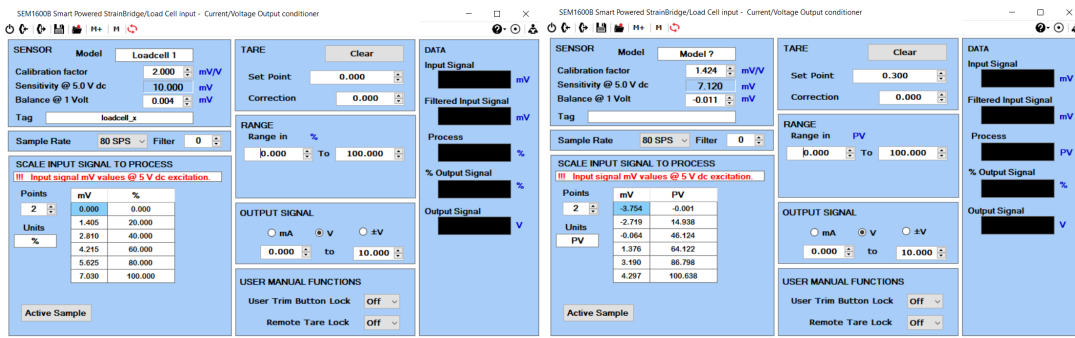 SEM1600B Smart Powered StrainBridge/Load Cell input -  Current/Voltage Output conditioner
M+ M
SENSOR Model Loadcell 1
Calibration factor 2.000 mV/V
Sensitivity @ 5.0 V dc 10.000 mV
Balance @ 1 Volt 0.004 mV
Tag loadcell_x
Sample Rate 80 SPS Filter 0
SCALE INPUT SIGNAL TO PROCESS
!!! Input signal mV values @ 5 V dc excitation.
Points
2
Units
%
mV %
0.000 0.000
1.405 20.000
2.810 40.000
4.215 60.000
5.625 80.000
7.030 100.000
Active Sample
TARE Clear
Set Point 0.000
Correction 0.000
RANGE
Range in %
0.000 To 100.000
OUTPUT SIGNAL
mA V ±V
0.000 to 10.000
USER MANUAL FUNCTIONS
User Trim Button Lock Off
Remote Tare Lock Off
DATA
Input Signal
mV
Filtered Input Signal
mV
Process
%
% Output Signal
%
Output Signal
V
SEM1600B Smart Powered StrainBridge/Load Cell input -  Current/Voltage Output conditioner
M+ M
SENSOR Model Model ?
Calibration factor 1.424 mV/V
Sensitivity @ 5.0 V dc 7.120 mV
Balance @ 1 Volt -0.011 mV
Tag
Sample Rate 80 SPS Filter 0
SCALE INPUT SIGNAL TO PROCESS
!!! Input signal mV values @ 5 V dc excitation.
Points
2
Units
PV
mV PV
-3.754 -0.001
-2.719 14.938
-0.064 46.124
1.376 64.122
3.190 86.798
4.297 100.638
Active Sample
TARE Clear
Set Point 0.300
Correction 0.000
RANGE
Range in PV
0.000 To 100.000
OUTPUT SIGNAL
mA V ±V
0.000 to 10.000
USER MANUAL FUNCTIONS
User Trim Button Lock Off
Remote Tare Lock Off
DATA
Input Signal
mV
Filtered Input Signal
mV
Process
PV
% Output Signal
%
Output Signal
V